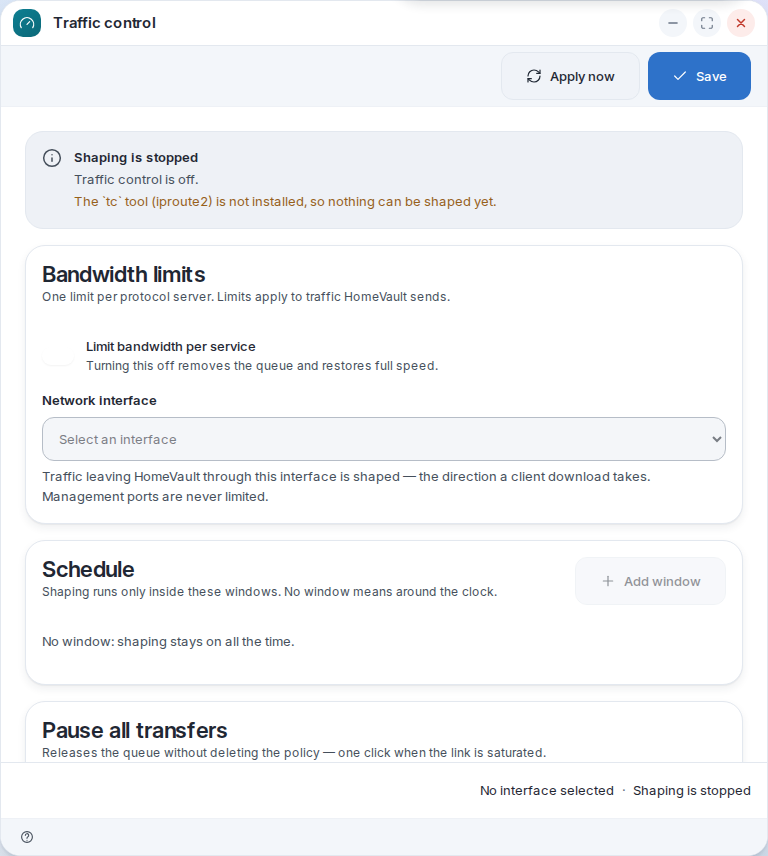 Traffic control
Apply now
Save
Shaping is stopped
Traffic control is off.
The `tc` tool (iproute2) is not installed, so nothing can be shaped yet.
Bandwidth limits
One limit per protocol server. Limits apply to traffic HomeVault sends.
Limit bandwidth per service
Turning this off removes the queue and restores full speed.
Network interface
Select an interface
Traffic leaving HomeVault through this interface is shaped — the direction a client download takes.
Management ports are never limited.
Schedule
Shaping runs only inside these windows. No window means around the clock.
Add window
No window: shaping stays on all the time.
Pause all transfers
Releases the queue without deleting the policy — one click when the link is saturated.
No interface selected · Shaping is stopped